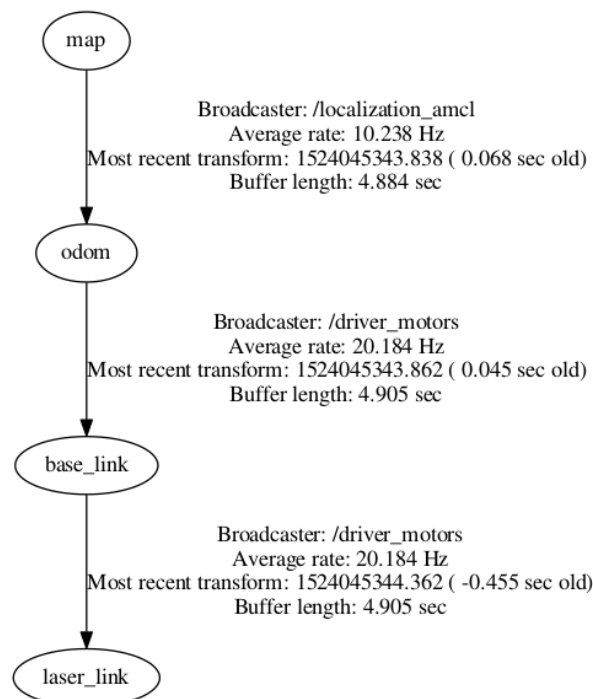 map
Broadcaster: /localization_amcl
Average rate: 10.238 Hz
Most recent transform: 1524045343.838 ( 0.068 sec old)
Buffer length: 4.884 sec
odom
Broadcaster: /driver_motors
Average rate: 20.184 Hz
Most recent transform: 1524045343.862 ( 0.045 sec old)
Buffer length: 4.905 sec
base_link
Broadcaster: /driver_motors
Average rate: 20.184 Hz
Most recent transform: 1524045344.362 ( -0.455 sec old)
Buffer length: 4.905 sec
laser_link